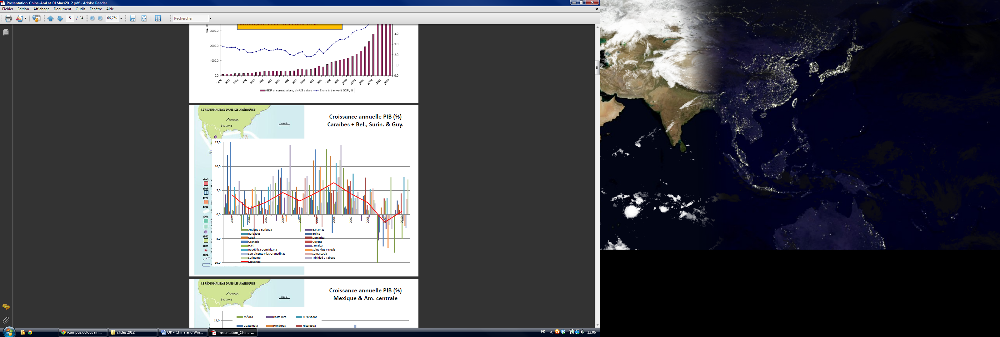 Presentation_Chine-AmLat_01Mars2012.pdf - Adobe Reader
Fichier Edition Affichage Document Outils Fenêtre Aide
5 / 34 66,7% Rechercher
3000.0
2000.0
1000.0
0.0
4.0
3.0
2.0
1.0
0.0
1970 1972 1974 1976 1978 1980 1982 1984 1986 1988 1990 1992 1994 1996 1998 2000 2002 2004 2006 2008 2010
GDP at current prices, bln US dollars Share in the world GDP, %
LE RÉGIONALISME DANS LES AMÉRIQUES
CANADA
ÉTATS-UNIS
1 000 km
Croissance annuelle PIB (%)
Caraïbes + Bel., Surin. & Guy.
15,0
10,0
5,0
0,0
- 5,0
- 10,0
2000 2001 2002 2003 2004 2005 2006 2007 2008 2009 2010
Antigua y Barbuda Bahamas
Barbados Belice
Cuba Dominica
Granada Guyana
Haití Jamaica
República Dominicana Saint Kitts y Nevis
San Vicente y las Granadinas Santa Lucía
Suriname Trinidad y Tabago
Moyenne
1960
1969
1972
1986
1991
1992
2001
2008
LE RÉGIONALISME DANS LES AMÉRIQUES
CANADA
ÉTATS-UNIS
1 000 km
Croissance annuelle PIB (%)
Mexique & Am. centrale
13,0
México Costa Rica El Salvador
Guatemala Honduras Nicaragua
icampus.uclouvain.... slides 2012 OK - China and Wor... Presentation_Chine-... FR 13:06